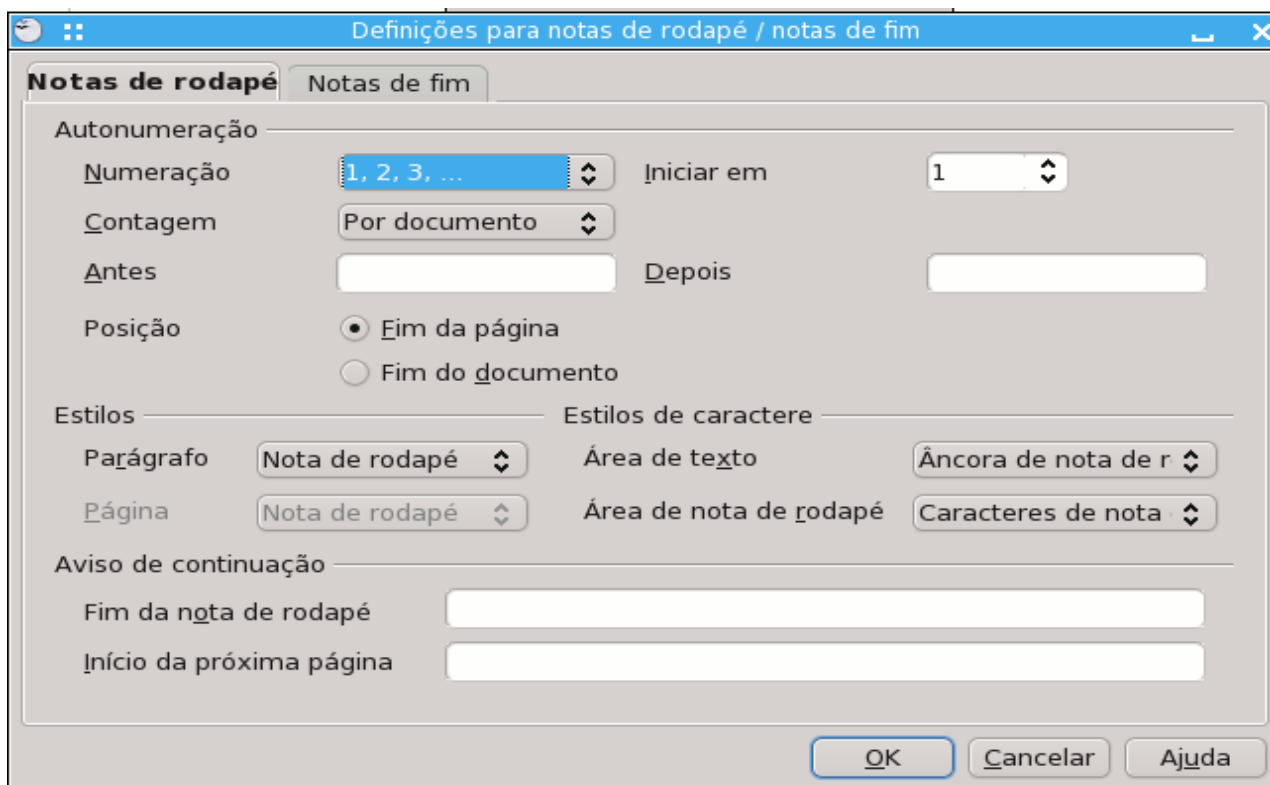 Definições para notas de rodapé / notas de fim
Notas de rodapé Notas de fim
Autonumeração
Numeração 1, 2, 3, ... Iniciar em 1
Contagem Por documento
Antes Depois
Posição Fim da página
Fim do documento
Estilos Estilos de caractere
Parágrafo Nota de rodapé Área de texto Âncora de nota de r
Página Nota de rodapé Área de nota de rodapé Caracteres de nota
Aviso de continuação
Fim da nota de rodapé
Início da próxima página
OK Cancelar Ajuda